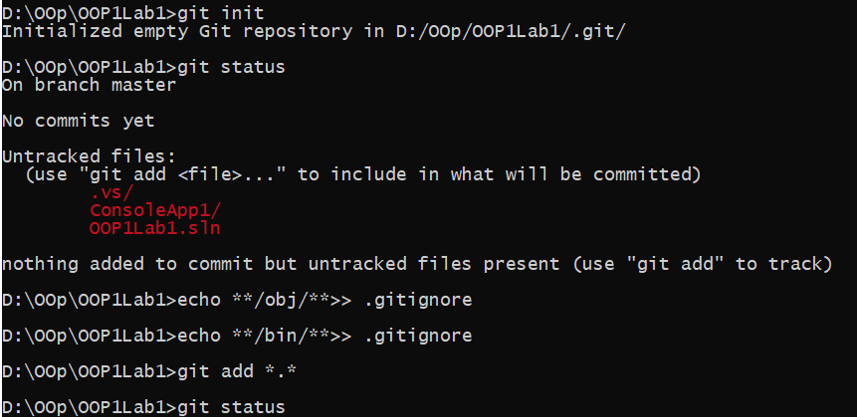 D:\OOp\OOP1Lab1>git init
Initialized empty Git repository in D:/OOp/OOP1Lab1/.git/
D:\OOp\OOP1Lab1>git status
On branch master
No commits yet
Untracked files:
(use "git add <file>..." to include in what will be committed)
.vs/
ConsoleApp1/
OOP1Lab1.sln
nothing added to commit but untracked files present (use "git add" to track)
D:\OOp\OOP1Lab1>echo **/obj/**>> .gitignore
D:\OOp\OOP1Lab1>echo **/bin/**>> .gitignore
D:\OOp\OOP1Lab1>git add *.*
D:\OOp\OOP1Lab1>git status